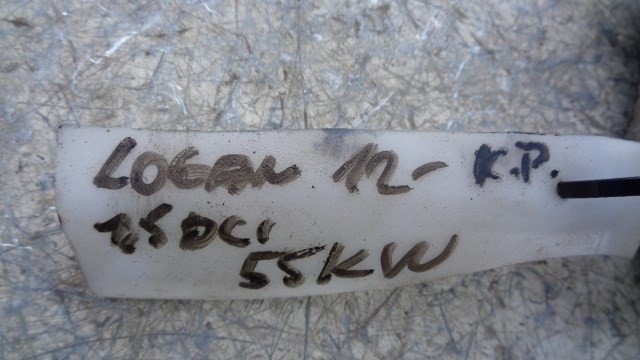 LOGAN 12- K.P.
1,5 DCI
55KW